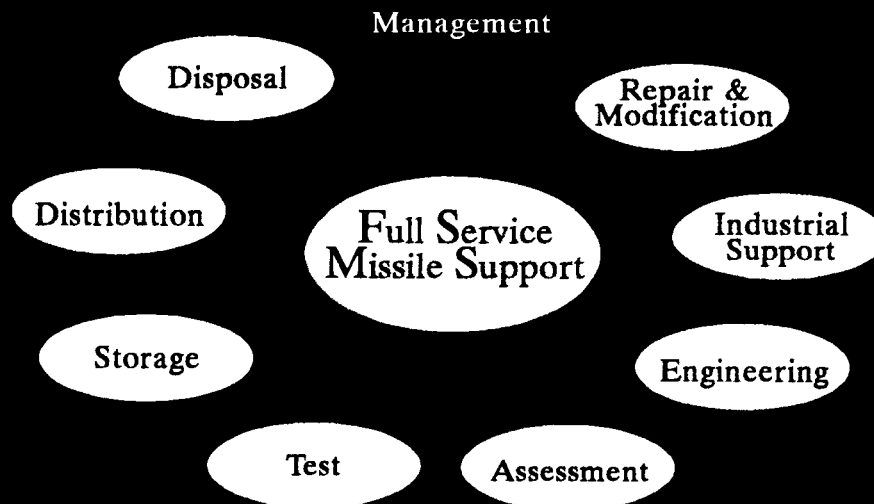 Management
Disposal
Repair &
Modification
Distribution
Full Service
Missile Support
Industrial
Support
Storage
Engineering
Test
Assessment